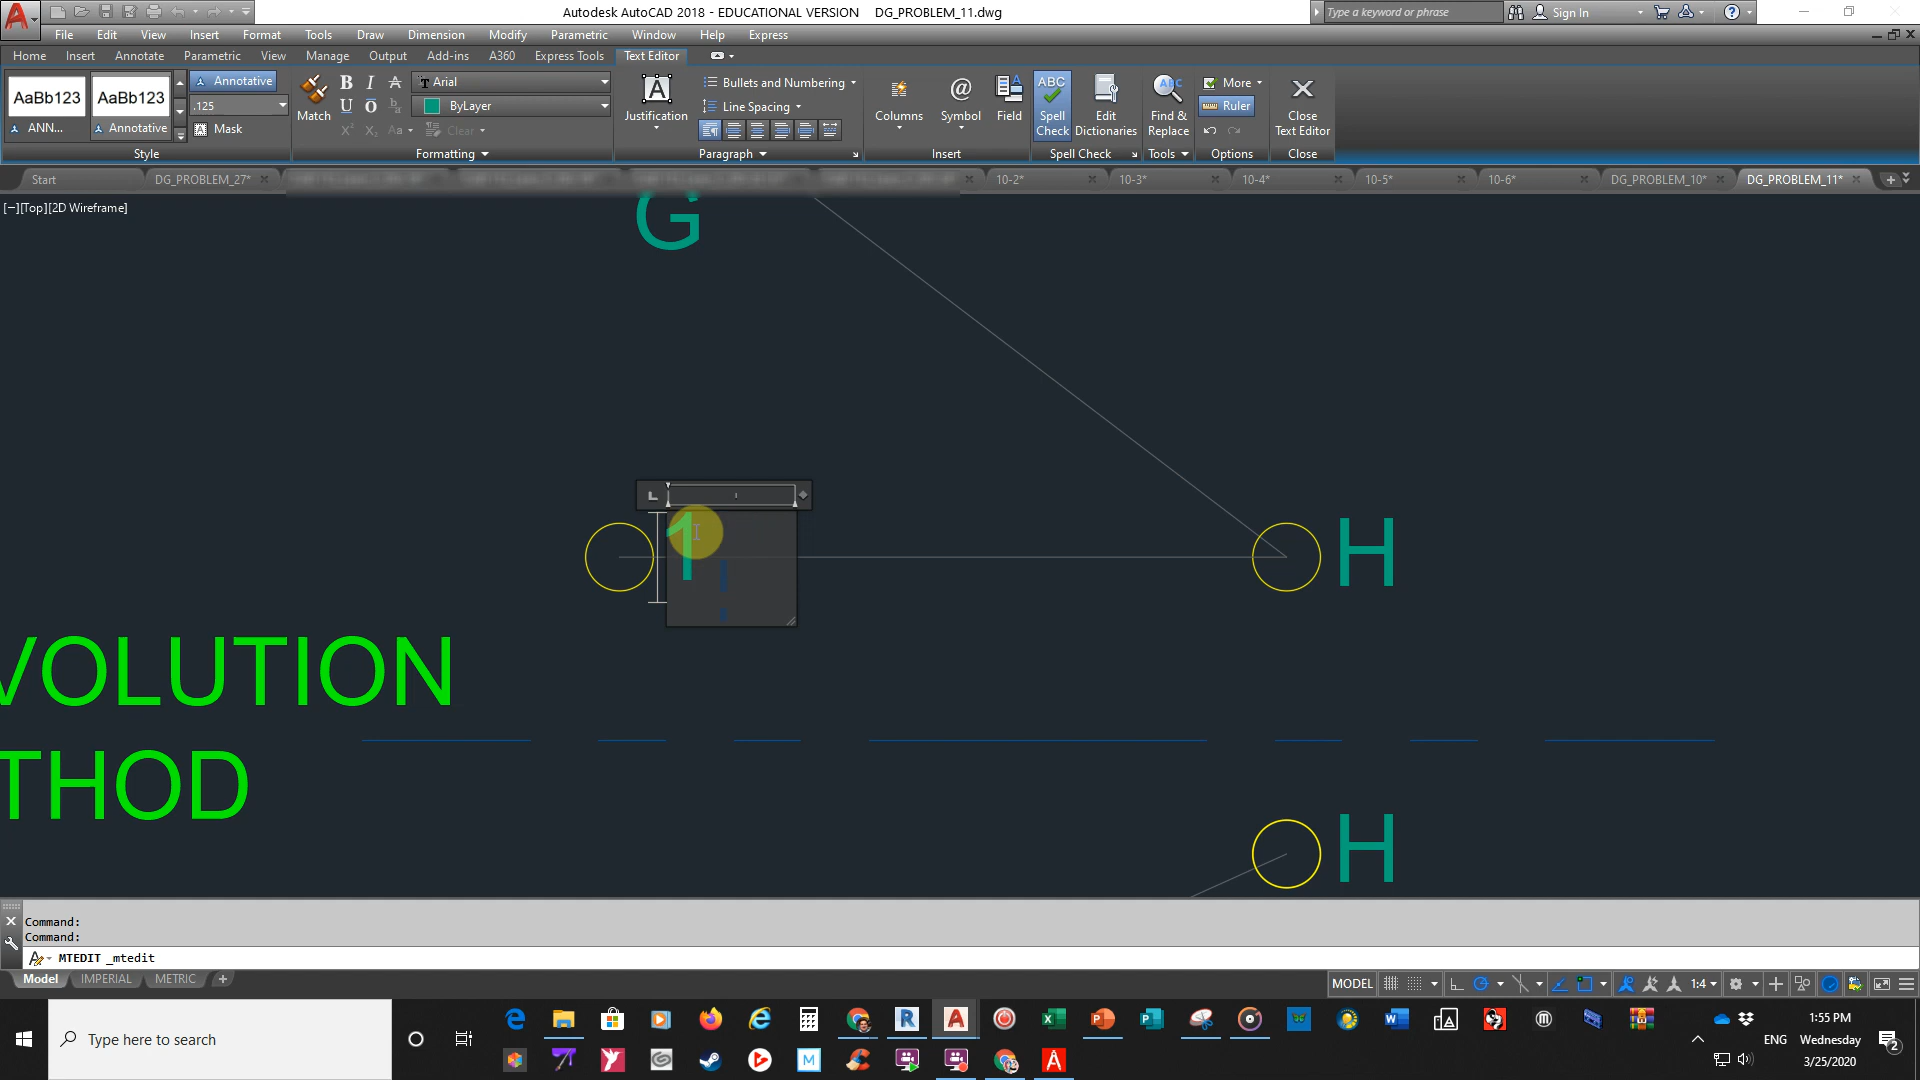 Autodesk AutoCAD 2018 - EDUCATIONAL VERSION DG_PROBLEM_11.dwg
Type a keyword or phrase
Sign In
File Edit View Insert Format Tools Draw Dimension Modify Parametric Window Help Express
Home Insert Annotate Parametric View Manage Output Add-ins A360 Express Tools Text Editor
AaBb123 AaBb123
ANN... Annotative
Annotative
.125
Mask
Style
Match
Arial
ByLayer
Clear
Formatting
Justification
Bullets and Numbering
Line Spacing
Paragraph
Columns
Symbol
Field
Insert
ABC
Spell
Check
Edit
Dictionaries
Spell Check
Find &
Replace
Tools
More
Ruler
Options
Close
Text Editor
Close
Start DG_PROBLEM_27* 10-2* 10-3* 10-4* 10-5* 10-6* DG_PROBLEM_10* DG_PROBLEM_11*
[−][Top][2D Wireframe]
G
1
H
VOLUTION
THOD
H
Command:
Command:
MTEDIT _mtedit
Model IMPERIAL METRIC +
MODEL
1:4
Type here to search
ENG
1:55 PM
Wednesday
3/25/2020
2